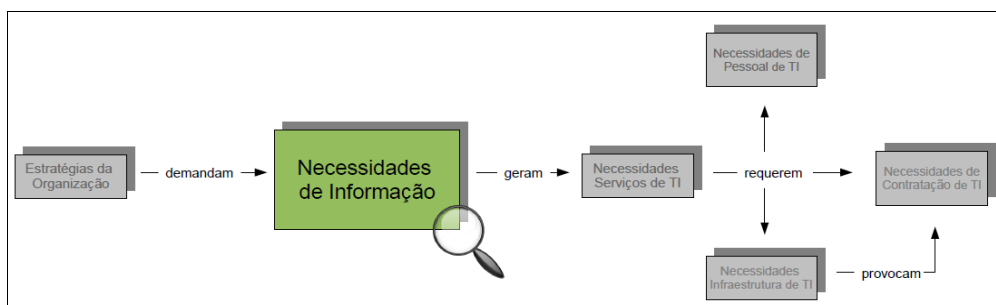 Necessidades de
Pessoal de TI
Estratégias da
Organização
demandam
Necessidades
de Informação
geram
Necessidades
Serviços de TI
requerem
Necessidades de
Contratação de TI
Necessidades
Infraestrutura de TI
provocam